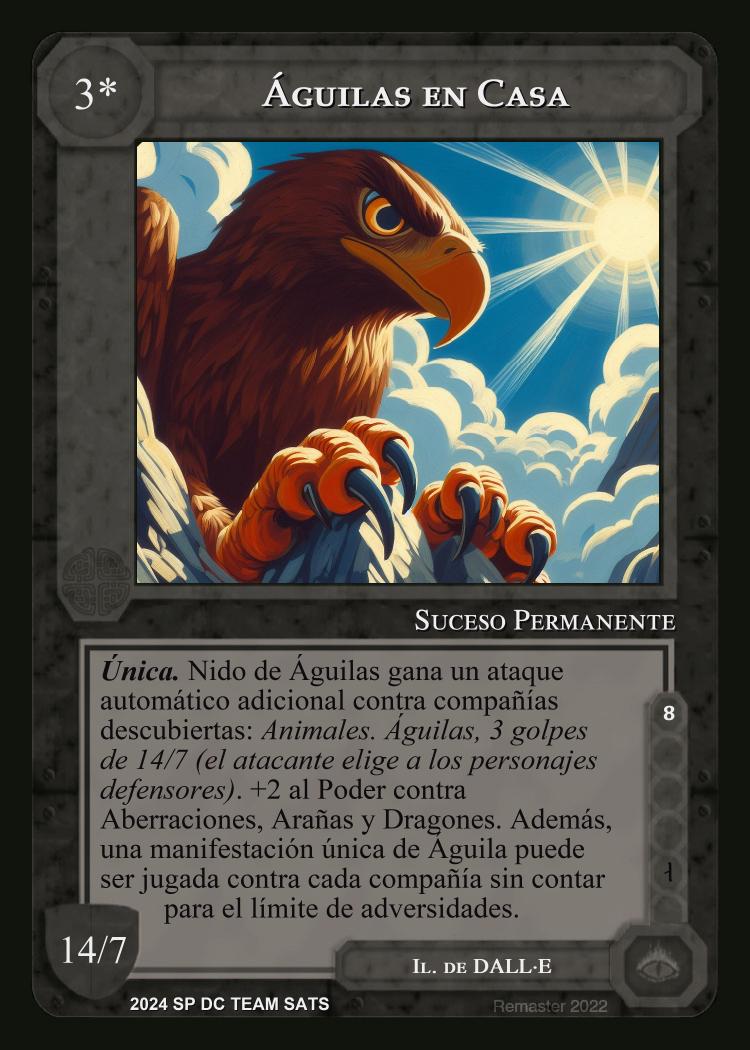 3*
Águilas en Casa
Suceso Permanente
Única. Nido de Águilas gana un ataque
automático adicional contra compañías
descubiertas: Animales. Águilas, 3 golpes
de 14/7 (el atacante elige a los personajes
defensores). +2 al Poder contra
Aberraciones, Arañas y Dragones. Además,
una manifestación única de Águila puede
ser jugada contra cada compañía sin contar
para el límite de adversidades.
8
14/7
Il. de DALL·E
2024 SP DC TEAM SATS
Remaster 2022